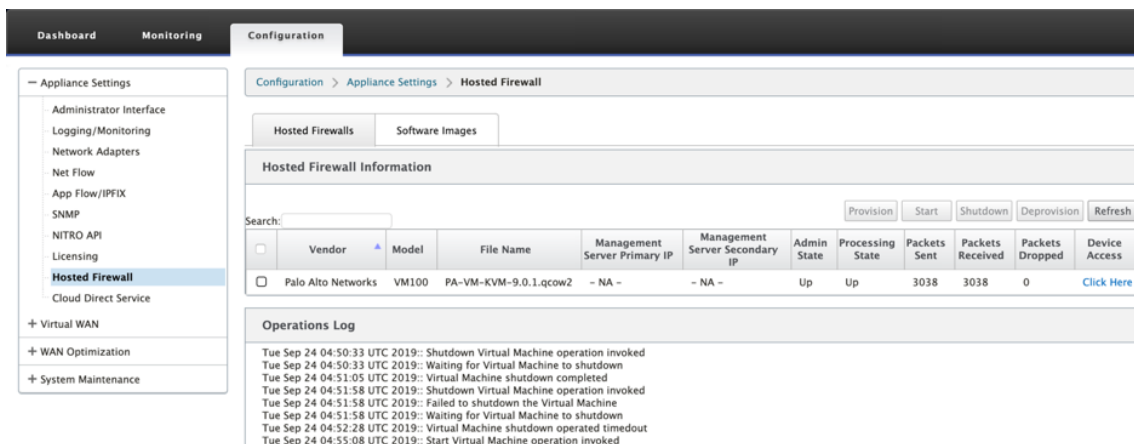 Dashboard Monitoring Configuration
— Appliance Settings
Administrator Interface
Logging/Monitoring
Network Adapters
Net Flow
App Flow/IPFIX
SNMP
NITRO API
Licensing
Hosted Firewall
Cloud Direct Service
+ Virtual WAN
+ WAN Optimization
+ System Maintenance
Configuration > Appliance Settings > Hosted Firewall
Hosted Firewalls Software Images
Hosted Firewall Information
Provision Start Shutdown Deprovision Refresh
Search:
Vendor Model File Name Management Server Primary IP Management Server Secondary IP Admin State Processing State Packets Sent Packets Received Packets Dropped Device Access
Palo Alto Networks VM100 PA-VM-KVM-9.0.1.qcow2 - NA - - NA - Up Up 3038 3038 0 Click Here
Operations Log
Tue Sep 24 04:50:33 UTC 2019:: Shutdown Virtual Machine operation invoked
Tue Sep 24 04:50:33 UTC 2019:: Waiting for Virtual Machine to shutdown
Tue Sep 24 04:51:05 UTC 2019:: Virtual Machine shutdown completed
Tue Sep 24 04:51:58 UTC 2019:: Shutdown Virtual Machine operation invoked
Tue Sep 24 04:51:58 UTC 2019:: Failed to shutdown the Virtual Machine
Tue Sep 24 04:51:58 UTC 2019:: Waiting for Virtual Machine to shutdown
Tue Sep 24 04:52:28 UTC 2019:: Virtual Machine shutdown operated timedout
Tue Sep 24 04:55:08 UTC 2019:: Start Virtual Machine operation invoked